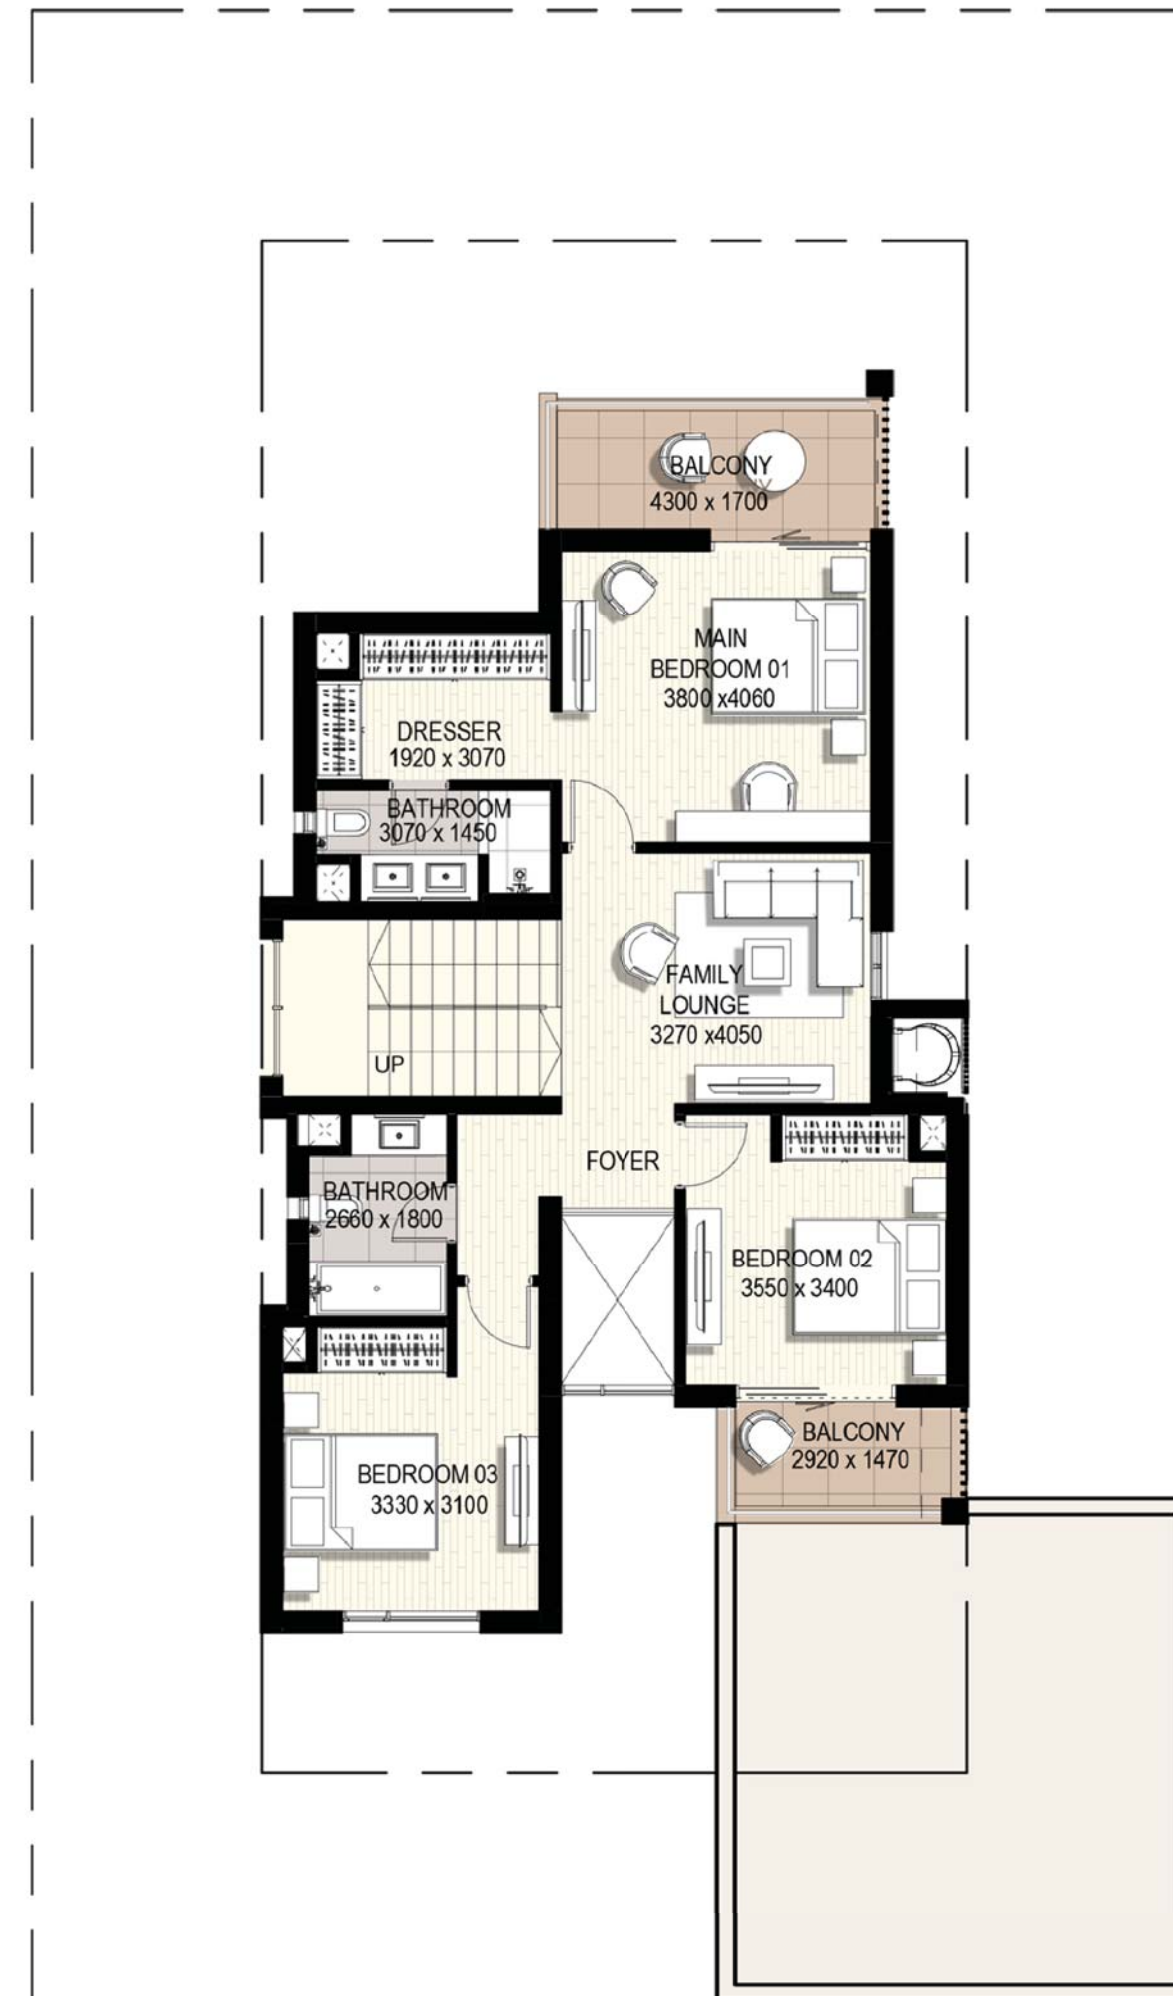 BALCONY
4300 x 1700
MAIN
BEDROOM 01
3800 x4060
DRESSER
1920 x 3070
BATHROOM
3070 x 1450
FAMILY
LOUNGE
3270 x4050
UP
FOYER
BATHROOM
2660 x 1800
BEDROOM 02
3550 x 3400
BALCONY
2920 x 1470
BEDROOM 03
3330 x 3100